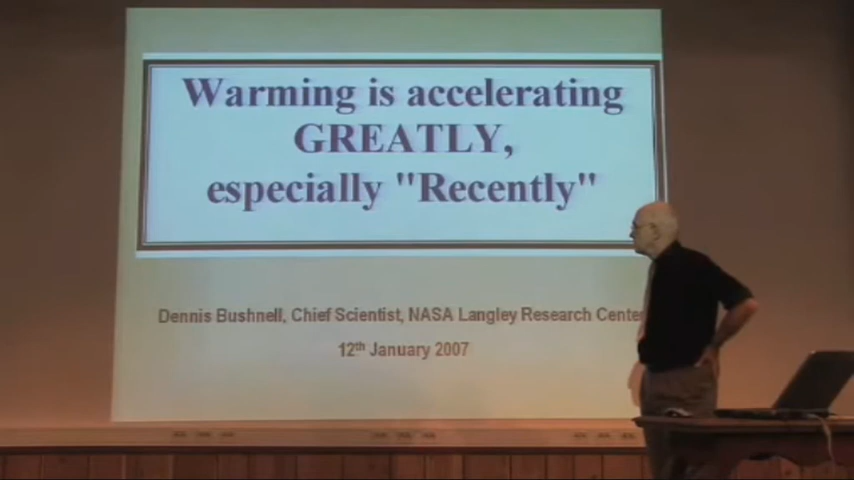 Warming is accelerating
GREATLY,
especially "Recently"
Dennis Bushnell, Chief Scientist, NASA Langley Research Center
12th January 2007